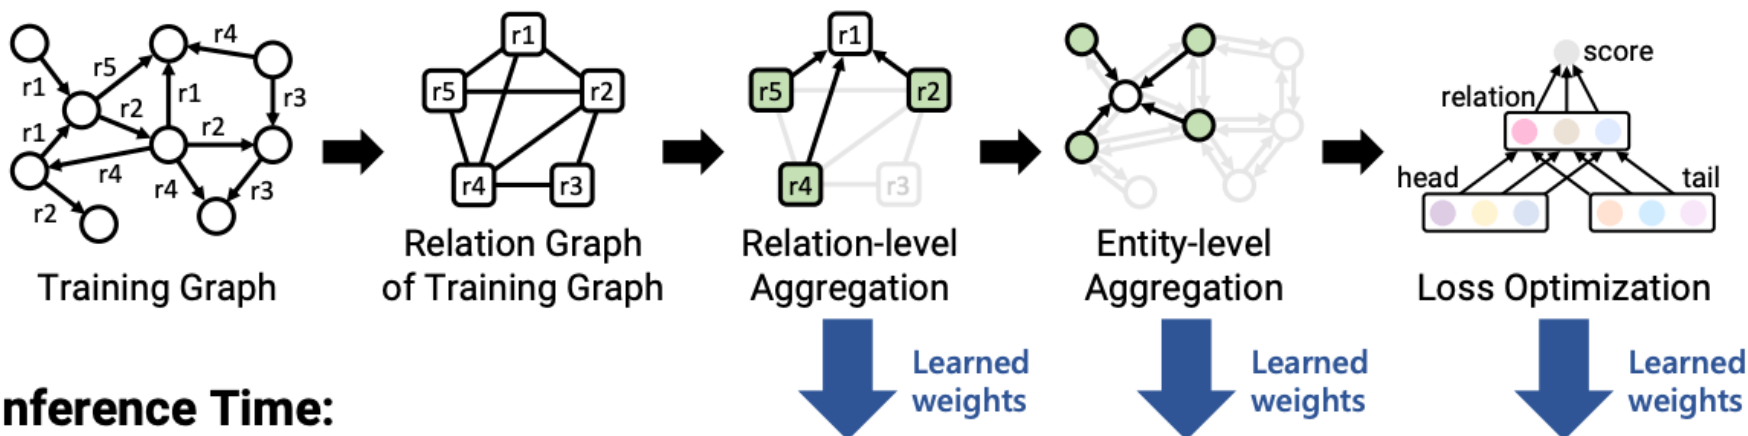 r1
r5
r4
r2
r1
r3
r1
r2
r4
r4
r3
r2
Training Graph
r1
r5
r2
r4
r3
Relation Graph
of Training Graph
r1
r5
r2
r4
r3
Relation-level
Aggregation
Entity-level
Aggregation
score
relation
head
tail
Loss Optimization
Learned
weights
Learned
weights
Learned
weights
nference Time: